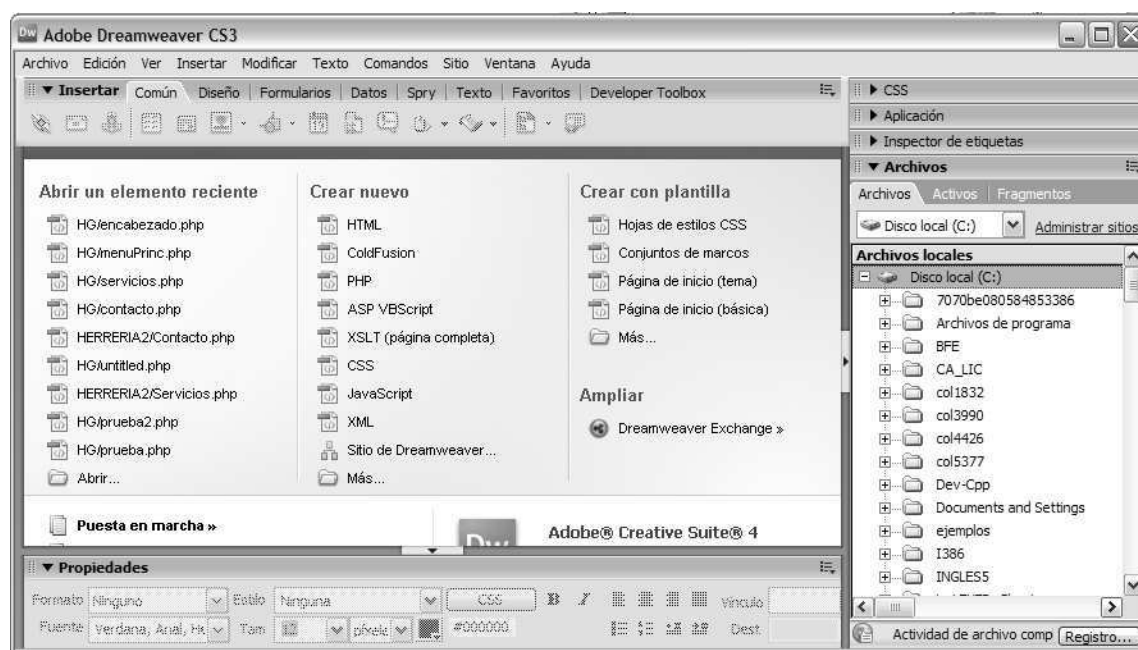 Dw Adobe Dreamweaver CS3
Archivo Edición Ver Insertar Modificar Texto Comandos Sitio Ventana Ayuda
Insertar Común Diseño Formularios Datos Spry Texto Favoritos Developer Toolbox
Abrir un elemento reciente
HG/encabezado.php
HG/menuPrinc.php
HG/servicios.php
HG/contacto.php
HERRERIA2/Contacto.php
HG/untitled.php
HERRERIA2/Servicios.php
HG/prueba2.php
HG/prueba.php
Abrir...
Crear nuevo
HTML
ColdFusion
PHP
ASP VBScript
XSLT (página completa)
CSS
JavaScript
XML
Sitio de Dreamweaver...
Más...
Crear con plantilla
Hojas de estilos CSS
Conjuntos de marcos
Página de inicio (tema)
Página de inicio (básica)
Más...
Ampliar
Dreamweaver Exchange »
Puesta en marcha »
Dw
Adobe® Creative Suite® 4
Propiedades
Formato Ninguno Estilo Ninguna CSS B I Vínculo
Fuente Verdana, Arial, He Tam 12 píxele #000000 Dest
CSS
Aplicación
Inspector de etiquetas
Archivos
Archivos Activos Fragmentos
Disco local (C:) Administrar sitios
Archivos locales
Disco local (C:)
7070be080584853386
Archivos de programa
BFE
CA_LIC
col1832
col3990
col4426
col5377
Dev-Cpp
Documents and Settings
ejemplos
I386
INGLES5
Actividad de archivo comp Registro...